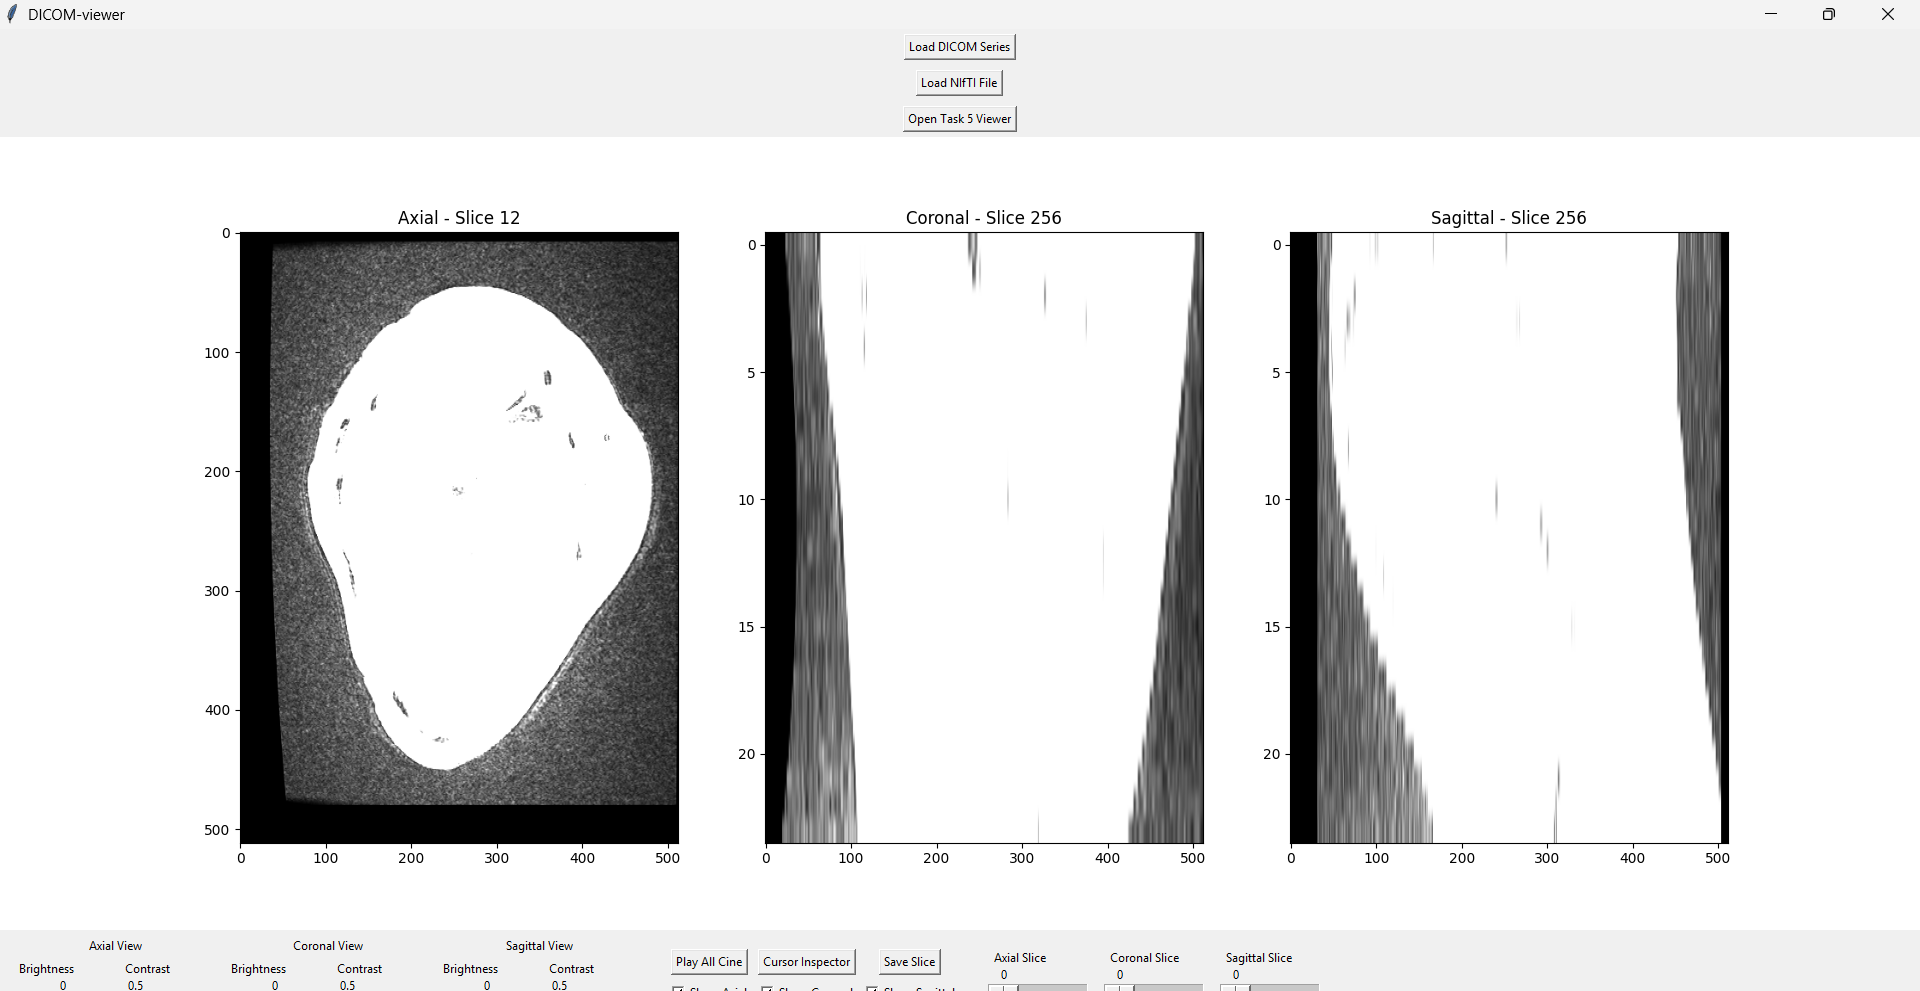 DICOM-viewer
Load DICOM Series
Load NIfTI File
Open Task 5 Viewer
Axial - Slice 12
0
100
200
300
400
500
0 100 200 300 400 500
Coronal - Slice 256
0
5
10
15
20
0 100 200 300 400 500
Sagittal - Slice 256
0
5
10
15
20
0 100 200 300 400 500
Axial View
Brightness Contrast
0 0.5
Coronal View
Brightness Contrast
0 0.5
Sagittal View
Brightness Contrast
0 0.5
Play All Cine Cursor Inspector Save Slice
Axial Slice
0
Coronal Slice
0
Sagittal Slice
0